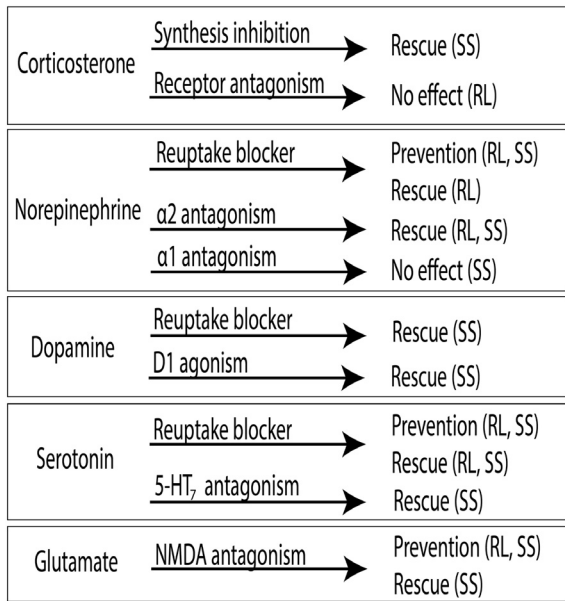 Corticosterone
Synthesis inhibition
Rescue (SS)
Receptor antagonism
No effect (RL)
Norepinephrine
Reuptake blocker
Prevention (RL, SS)
Rescue (RL)
α2 antagonism
Rescue (RL, SS)
α1 antagonism
No effect (SS)
Dopamine
Reuptake blocker
Rescue (SS)
D1 agonism
Rescue (SS)
Serotonin
Reuptake blocker
Prevention (RL, SS)
Rescue (RL, SS)
5-HT₇ antagonism
Rescue (SS)
Glutamate
NMDA antagonism
Prevention (RL, SS)
Rescue (SS)